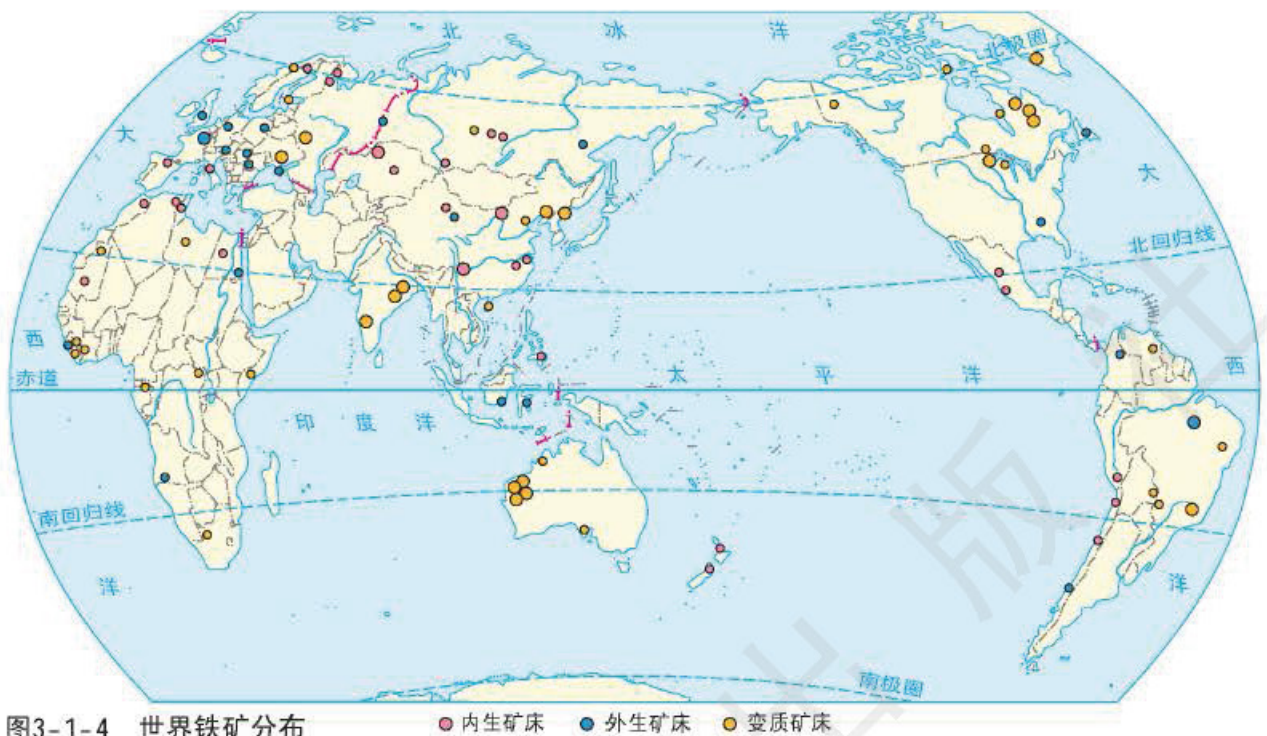 北 冰 洋
北极圈
大
大
北回归线
西
西
赤道
太 平 洋
印 度 洋
南回归线
洋
洋
南极圈
图3-1-4 世界铁矿分布
内生矿床 外生矿床 变质矿床
版 社